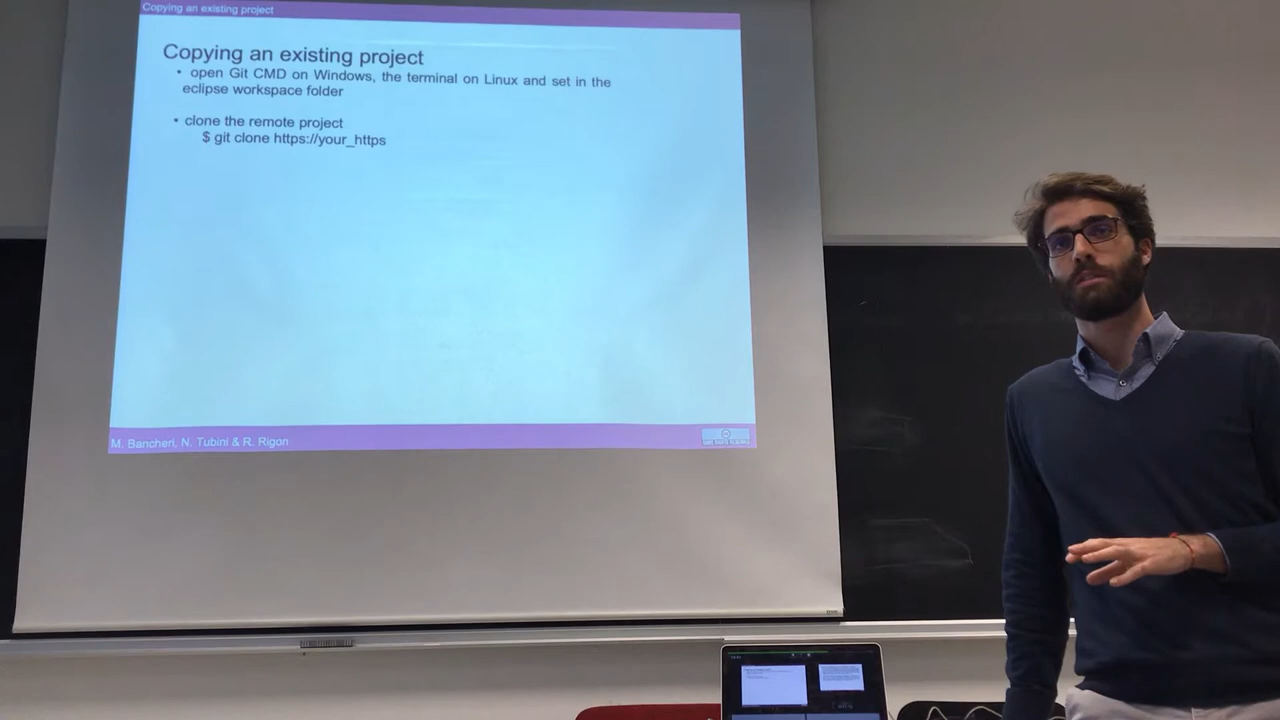 Copying an existing project
Copying an existing project
• open Git CMD on Windows, the terminal on Linux and set in the
eclipse workspace folder
• clone the remote project
$ git clone https://your_https
M. Bancheri, N. Tubini & R. Rigon